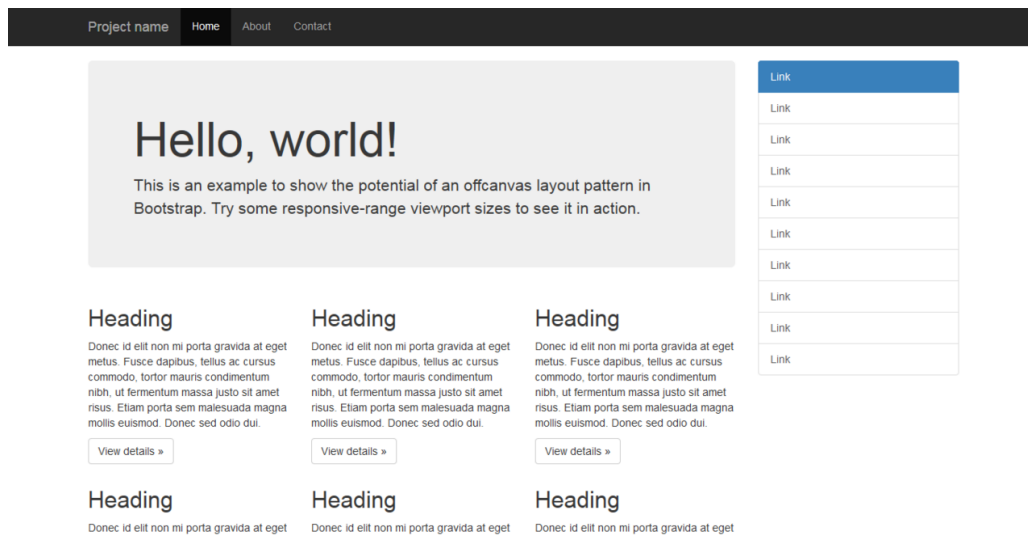 Project name Home About Contact
Hello, world!
This is an example to show the potential of an offcanvas layout pattern in
Bootstrap. Try some responsive-range viewport sizes to see it in action.
Link
Link
Link
Link
Link
Link
Link
Link
Link
Link
Heading
Donec id elit non mi porta gravida at eget
metus. Fusce dapibus, tellus ac cursus
commodo, tortor mauris condimentum
nibh, ut fermentum massa justo sit amet
risus. Etiam porta sem malesuada magna
mollis euismod. Donec sed odio dui.
View details »
Heading
Donec id elit non mi porta gravida at eget
metus. Fusce dapibus, tellus ac cursus
commodo, tortor mauris condimentum
nibh, ut fermentum massa justo sit amet
risus. Etiam porta sem malesuada magna
mollis euismod. Donec sed odio dui.
View details »
Heading
Donec id elit non mi porta gravida at eget
metus. Fusce dapibus, tellus ac cursus
commodo, tortor mauris condimentum
nibh, ut fermentum massa justo sit amet
risus. Etiam porta sem malesuada magna
mollis euismod. Donec sed odio dui.
View details »
Heading
Donec id elit non mi porta gravida at eget
Heading
Donec id elit non mi porta gravida at eget
Heading
Donec id elit non mi porta gravida at eget